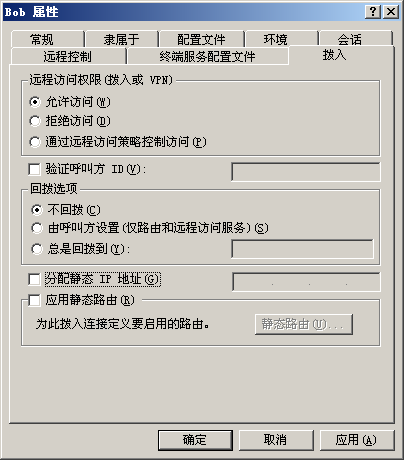 Bob 属性
常规 隶属于 配置文件 环境 会话
远程控制 终端服务配置文件 拨入
远程访问权限(拨入或 VPN)
允许访问(W)
拒绝访问(D)
通过远程访问策略控制访问(P)
验证呼叫方 ID(V):
回拨选项
不回拨(C)
由呼叫方设置(仅路由和远程访问服务)(S)
总是回拨到(Y):
分配静态 IP 地址(G)
应用静态路由(R)
为此拨入连接定义要启用的路由。 静态路由(U)...
确定 取消 应用(A)